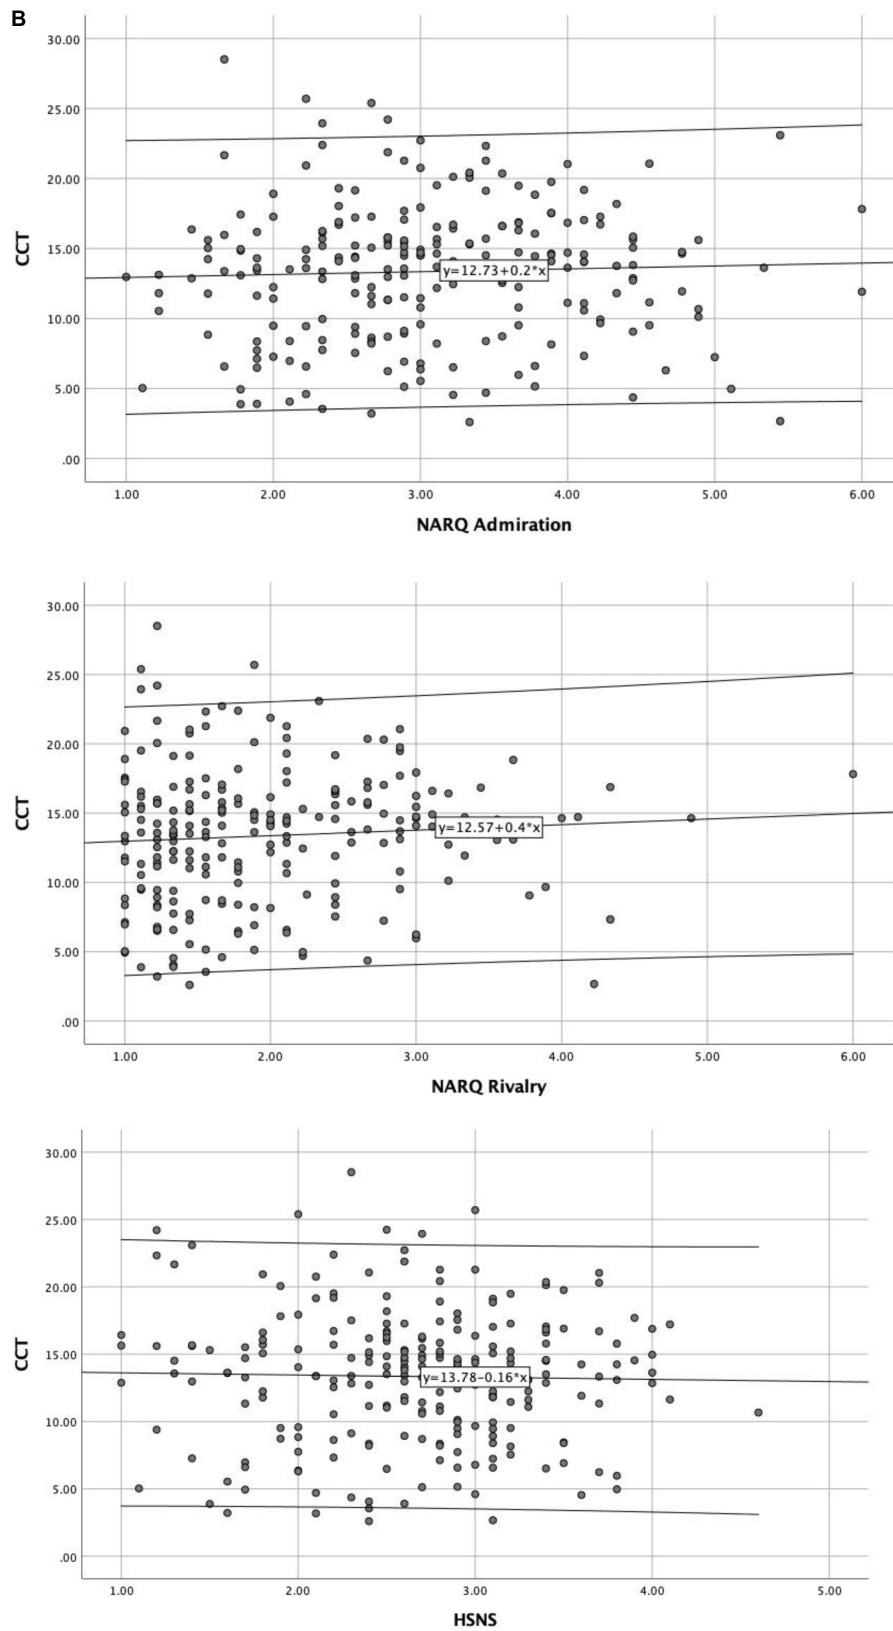 B
30.00
25.00
20.00
15.00
10.00
5.00
.00
CCT
y=12.73+0.2*x
1.00 2.00 3.00 4.00 5.00 6.00
NARQ Admiration
30.00
25.00
20.00
15.00
10.00
5.00
.00
CCT
y=12.57+0.4*x
1.00 2.00 3.00 4.00 5.00 6.00
NARQ Rivalry
30.00
25.00
20.00
15.00
10.00
5.00
.00
CCT
y=13.78-0.16*x
1.00 2.00 3.00 4.00 5.00
HSNS